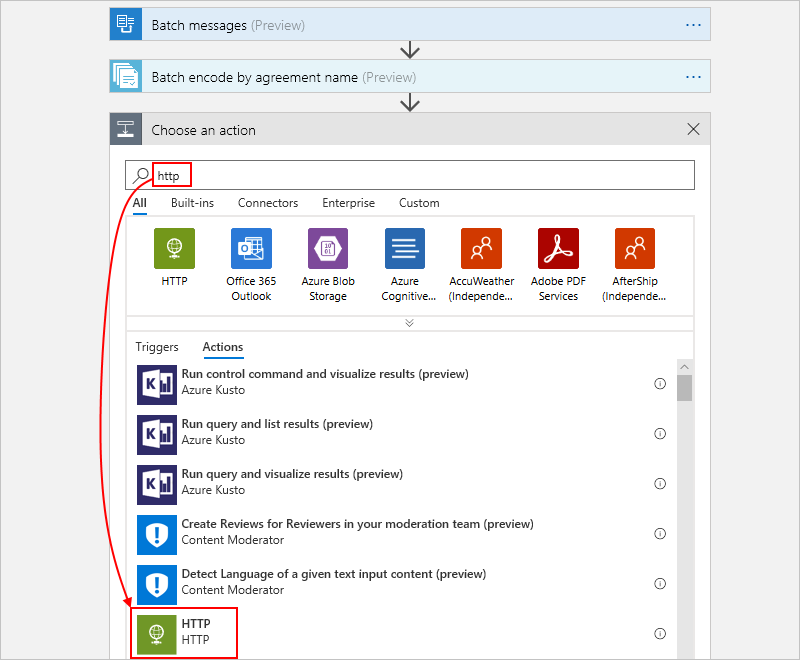 Batch messages (Preview)
Batch encode by agreement name (Preview)
Choose an action
http
All Built-ins Connectors Enterprise Custom
HTTP
Office 365
Outlook
Azure Blob
Storage
Azure
Cognitive...
AccuWeather
(Independe...
Adobe PDF
Services
AfterShip
(Independe...
Triggers Actions
Run control command and visualize results (preview)
Azure Kusto
Run query and list results (preview)
Azure Kusto
Run query and visualize results (preview)
Azure Kusto
Create Reviews for Reviewers in your moderation team (preview)
Content Moderator
Detect Language of a given text input content (preview)
Content Moderator
HTTP
HTTP